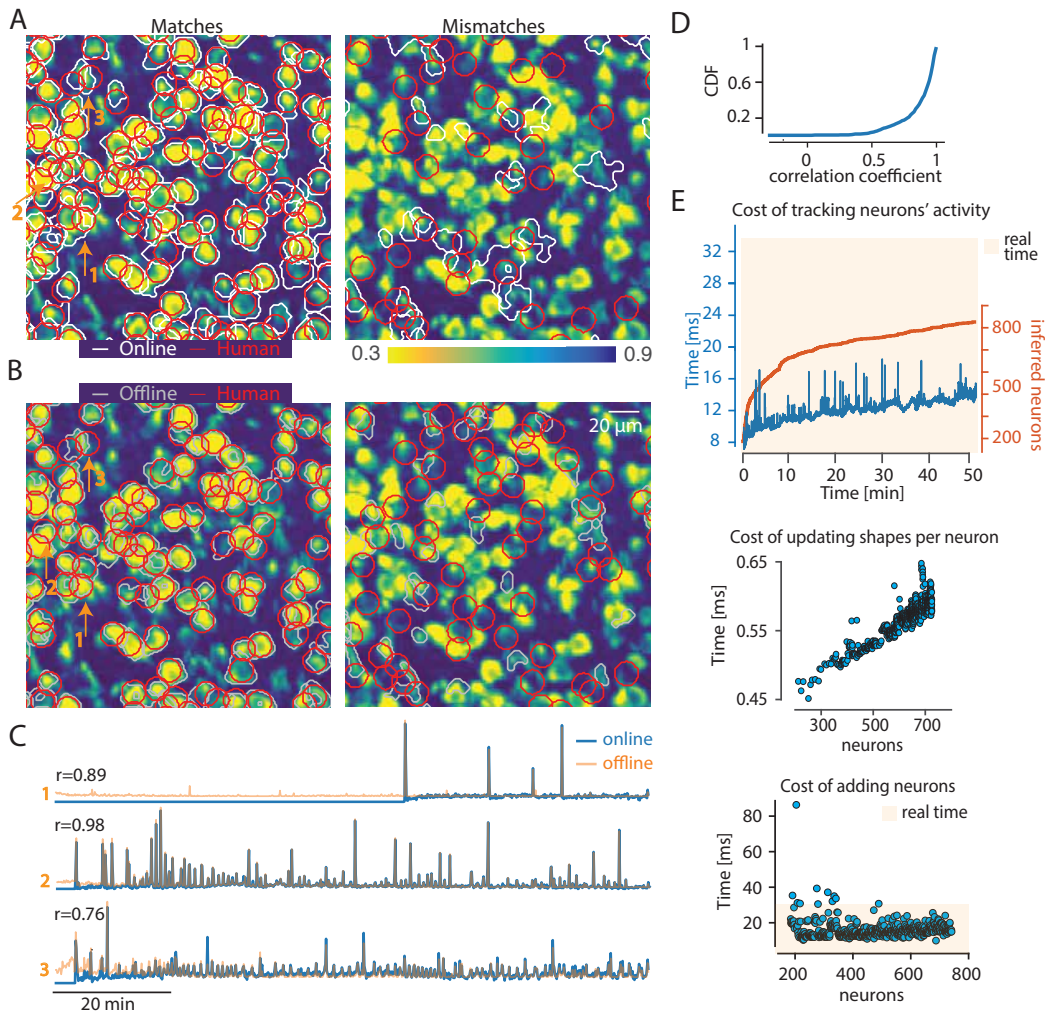 A
Matches
Mismatches
3
2
1
Online
Human
0.3
0.9
B
Offline
Human
20 μm
3
2
1
C
online
offline
r=0.89
1
r=0.98
2
r=0.76
3
20 min
D
1
0.6
0.2
CDF
0
0.5
1
correlation coefficient
E
Cost of tracking neurons' activity
real
time
32
28
24
20
16
12
8
Time [ms]
800
500
200
inferred neurons
0
10
20
30
40
50
Time [min]
Cost of updating shapes per neuron
0.65
0.55
0.45
Time [ms]
300
500
700
neurons
Cost of adding neurons
real time
80
60
40
20
Time [ms]
200
400
600
800
neurons